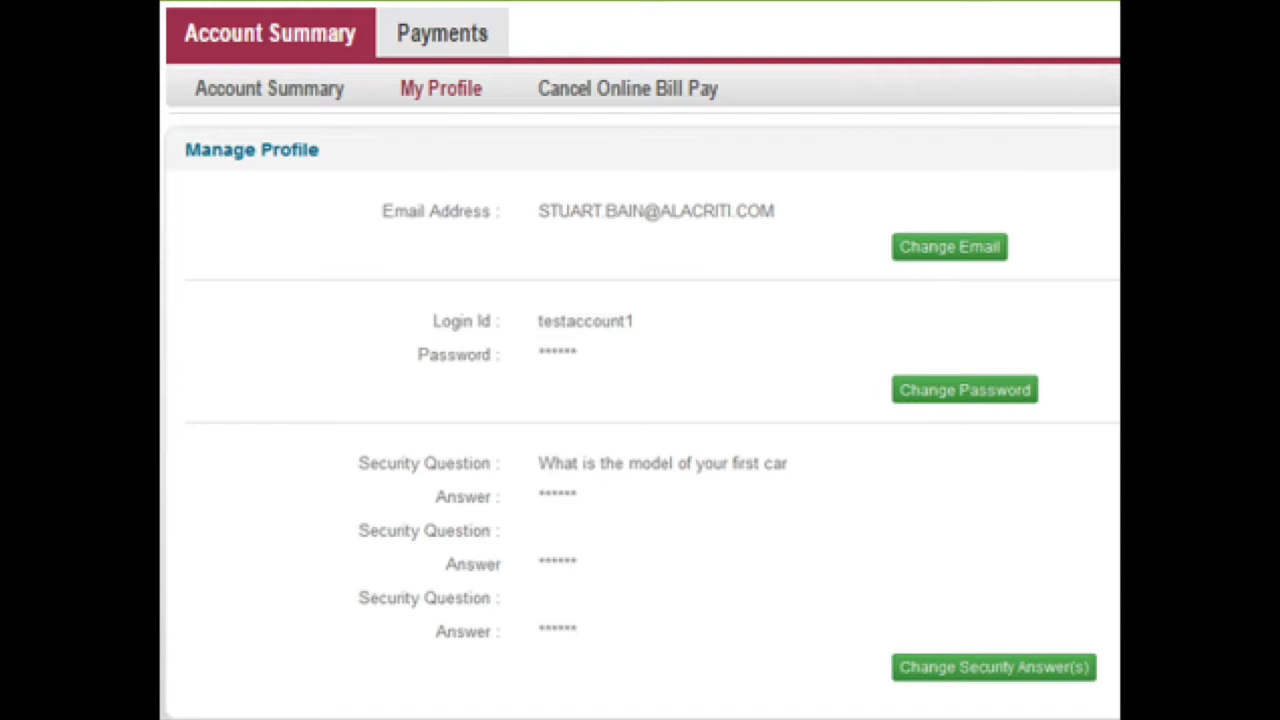 Account Summary Payments
Account Summary My Profile Cancel Online Bill Pay
Manage Profile
Email Address : STUART.BAIN@ALACRITI.COM
Change Email
Login Id : testaccount1
Password : ******
Change Password
Security Question : What is the model of your first car
Answer : ******
Security Question :
Answer ******
Security Question :
Answer : ******
Change Security Answer(s)